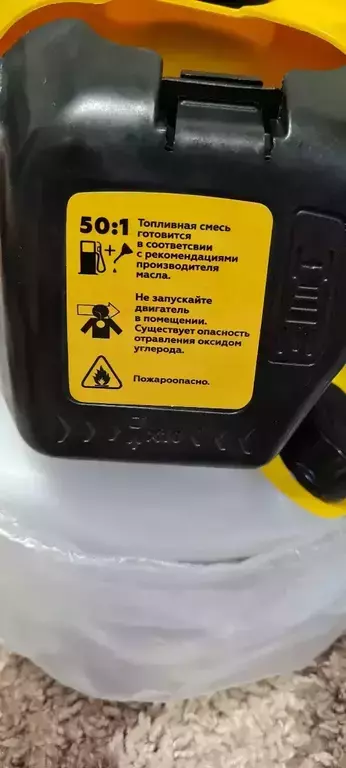 50:1
Топливная смесь
готовится
в соответсвии
с рекомендациями
производителя
масла.
Не запускайте
двигатель
в помещении.
Существует опасность
отравления оксидом
углерода.
Пожароопасно.